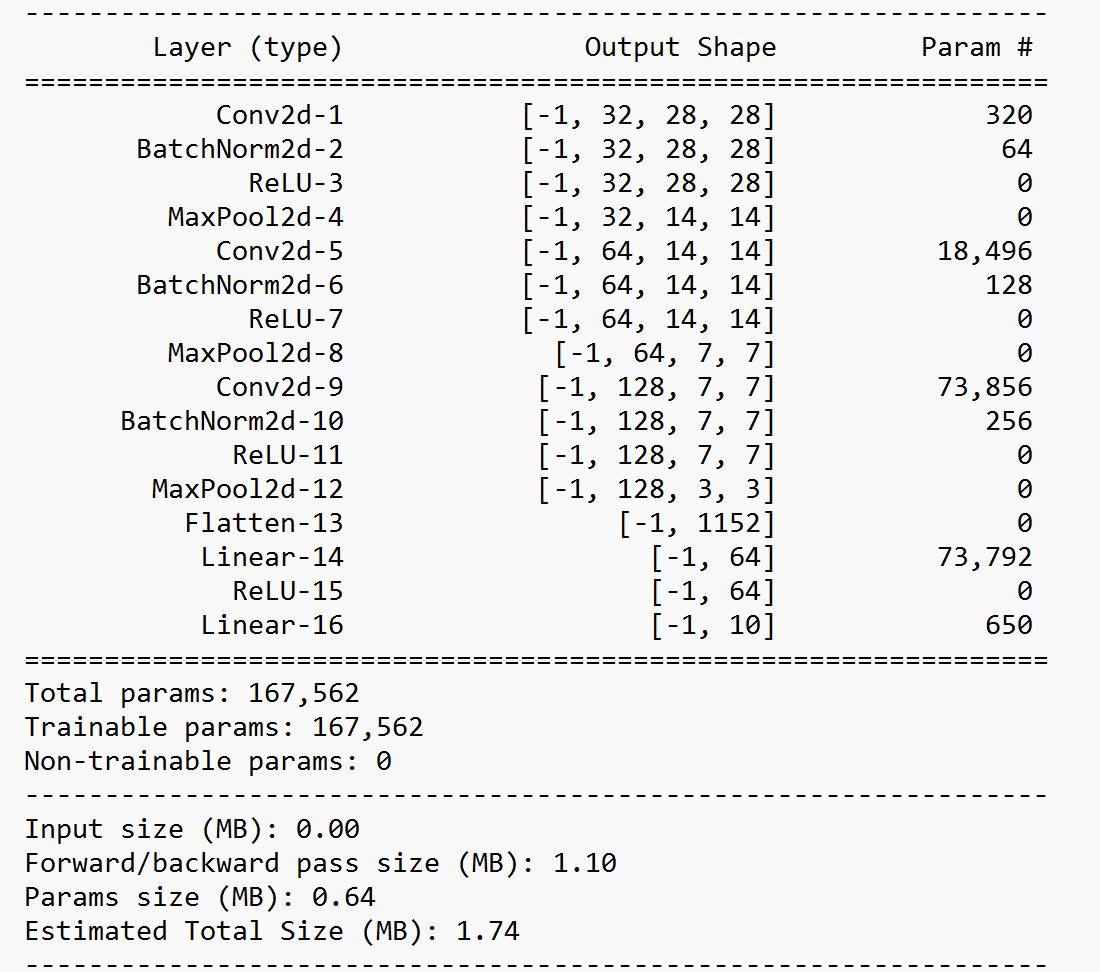 ----------------------------------------------------------------
        Layer (type)               Output Shape         Param #
================================================================
            Conv2d-1           [-1, 32, 28, 28]             320
       BatchNorm2d-2           [-1, 32, 28, 28]              64
              ReLU-3           [-1, 32, 28, 28]               0
         MaxPool2d-4           [-1, 32, 14, 14]               0
            Conv2d-5           [-1, 64, 14, 14]          18,496
       BatchNorm2d-6           [-1, 64, 14, 14]             128
              ReLU-7           [-1, 64, 14, 14]               0
         MaxPool2d-8             [-1, 64, 7, 7]               0
            Conv2d-9            [-1, 128, 7, 7]          73,856
      BatchNorm2d-10            [-1, 128, 7, 7]             256
             ReLU-11            [-1, 128, 7, 7]               0
        MaxPool2d-12            [-1, 128, 3, 3]               0
          Flatten-13                 [-1, 1152]               0
           Linear-14                   [-1, 64]          73,792
             ReLU-15                   [-1, 64]               0
           Linear-16                   [-1, 10]             650
================================================================
Total params: 167,562
Trainable params: 167,562
Non-trainable params: 0
----------------------------------------------------------------
Input size (MB): 0.00
Forward/backward pass size (MB): 1.10
Params size (MB): 0.64
Estimated Total Size (MB): 1.74
----------------------------------------------------------------